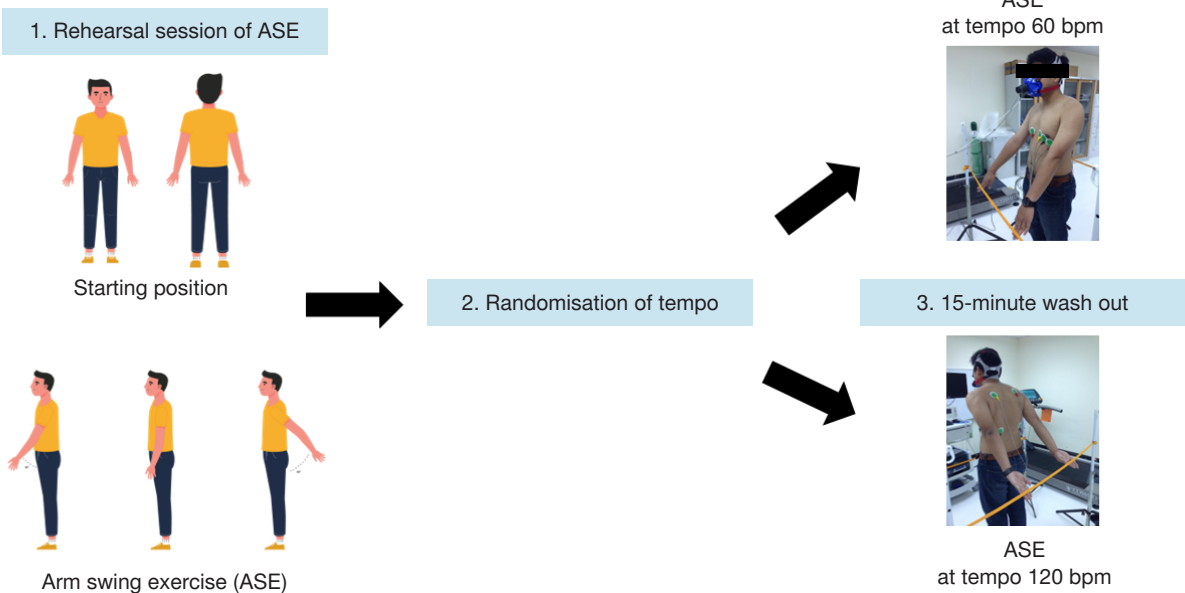 1. Rehearsal session of ASE
Starting position
Arm swing exercise (ASE)
2. Randomisation of tempo
ASE
at tempo 60 bpm
3. 15-minute wash out
ASE
at tempo 120 bpm